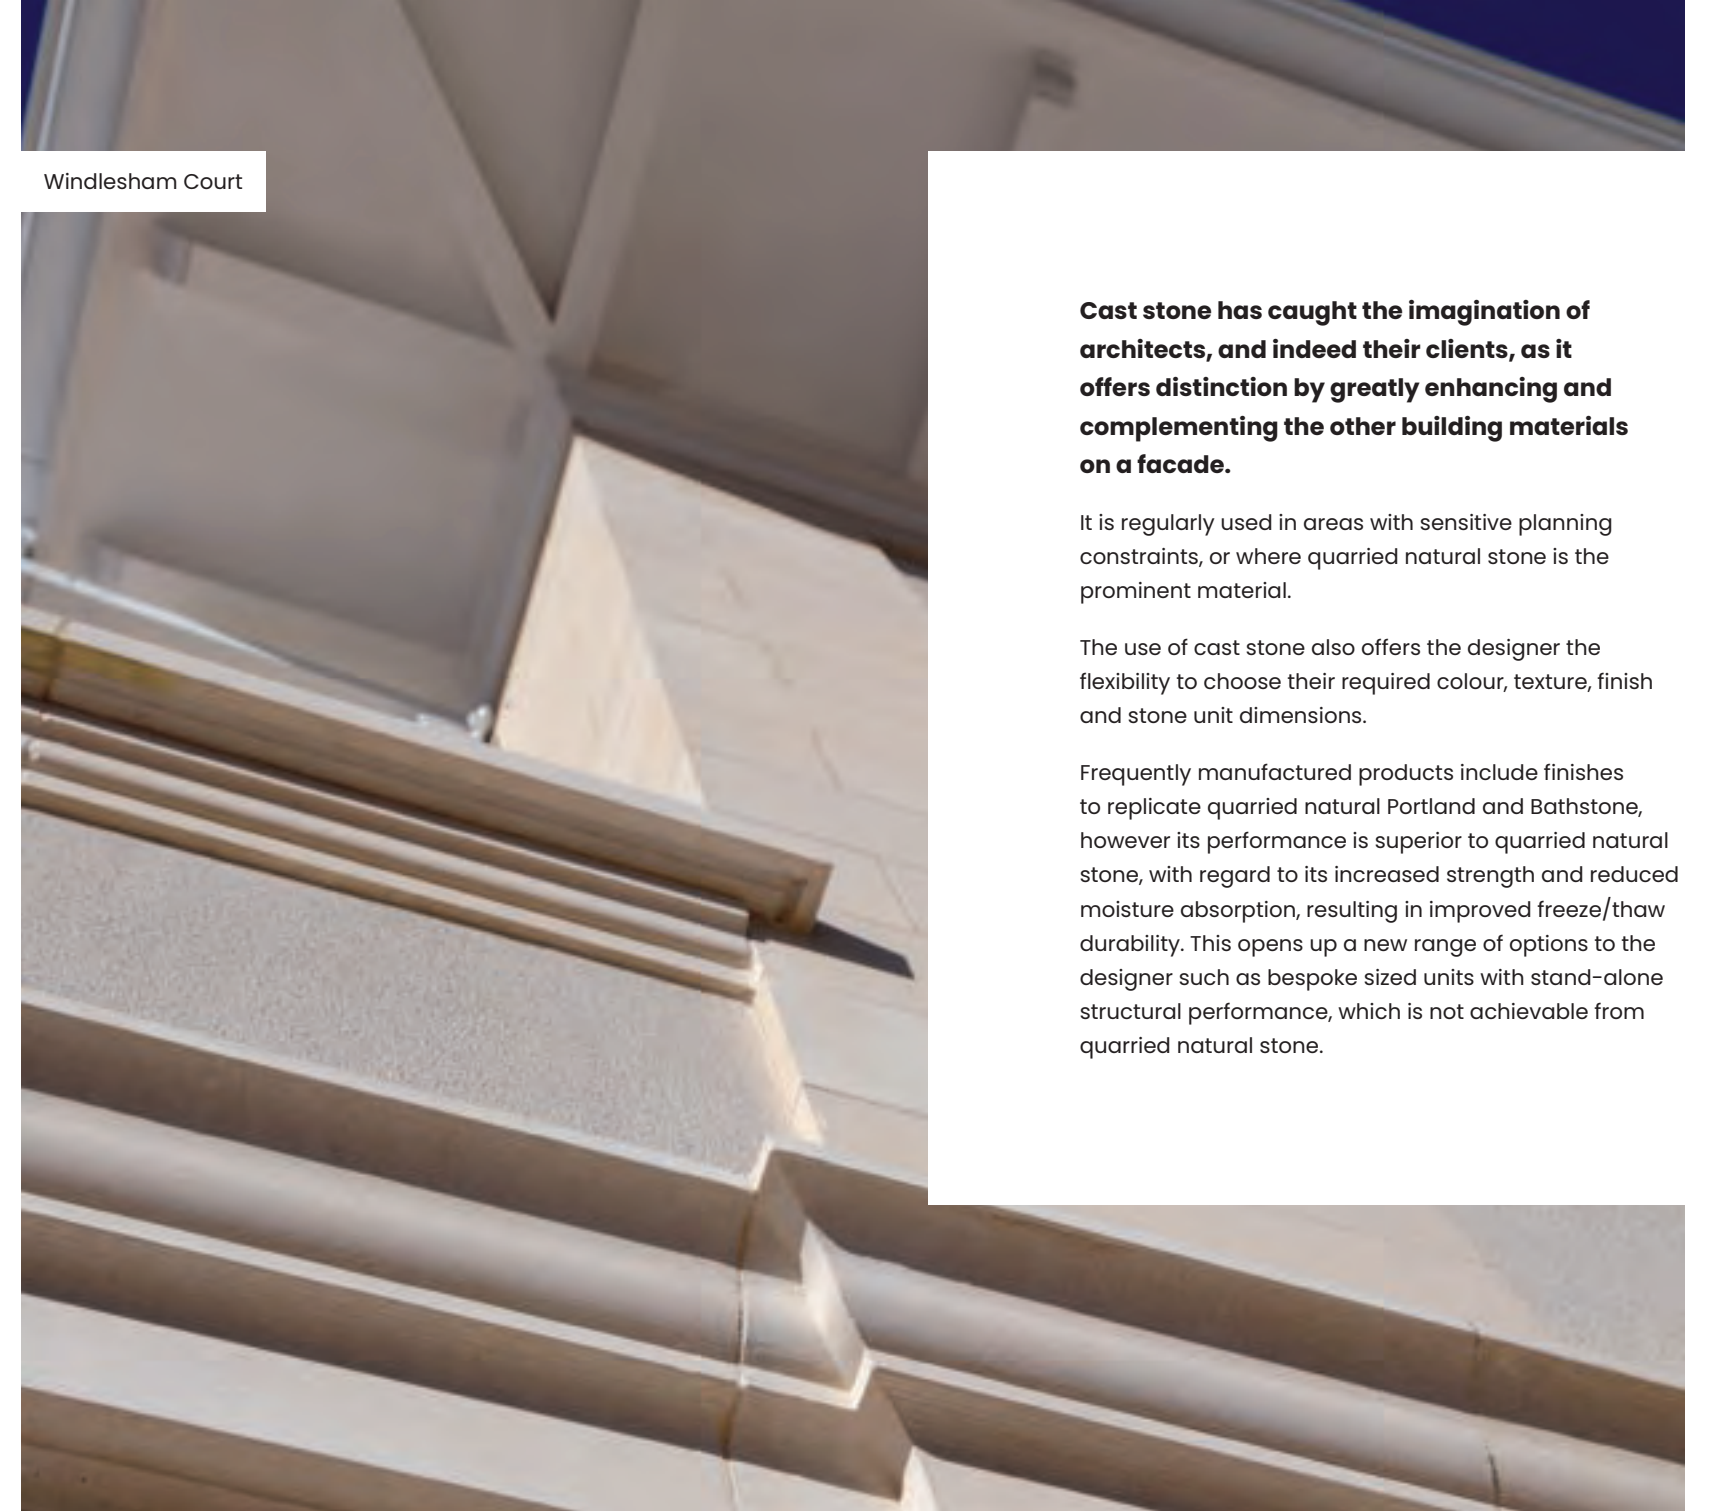 Windlesham Court
Cast stone has caught the imagination of
architects, and indeed their clients, as it
offers distinction by greatly enhancing and
complementing the other building materials
on a facade.
It is regularly used in areas with sensitive planning
constraints, or where quarried natural stone is the
prominent material.
The use of cast stone also offers the designer the
flexibility to choose their required colour, texture, finish
and stone unit dimensions.
Frequently manufactured products include finishes
to replicate quarried natural Portland and Bathstone,
however its performance is superior to quarried natural
stone, with regard to its increased strength and reduced
moisture absorption, resulting in improved freeze/thaw
durability. This opens up a new range of options to the
designer such as bespoke sized units with stand-alone
structural performance, which is not achievable from
quarried natural stone.